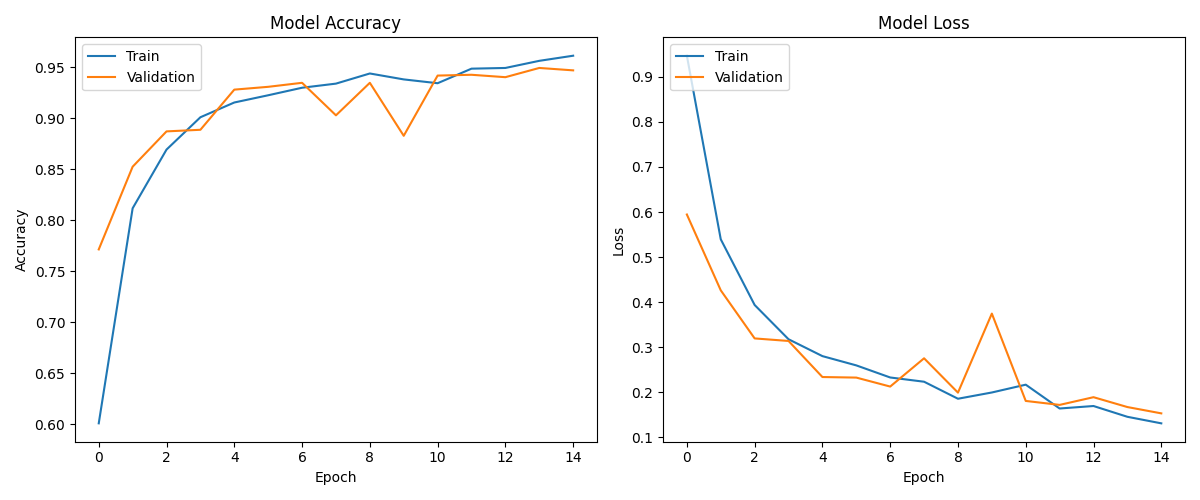 Model Accuracy
Train
Validation
0.95
0.90
0.85
0.80
0.75
0.70
0.65
0.60
Accuracy
0 2 4 6 8 10 12 14
Epoch
Model Loss
Train
Validation
0.9
0.8
0.7
0.6
0.5
0.4
0.3
0.2
0.1
Loss
0 2 4 6 8 10 12 14
Epoch